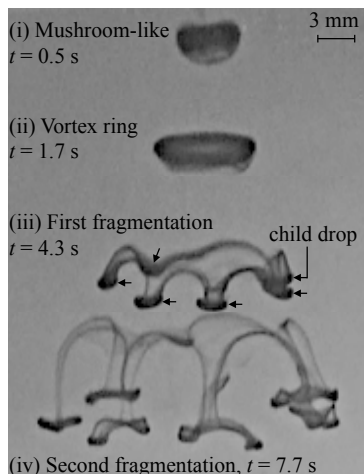 (i) Mushroom-like
t = 0.5 s
3 mm
(ii) Vortex ring
t = 1.7 s
(iii) First fragmentation
t = 4.3 s
child drop
(iv) Second fragmentation, t = 7.7 s